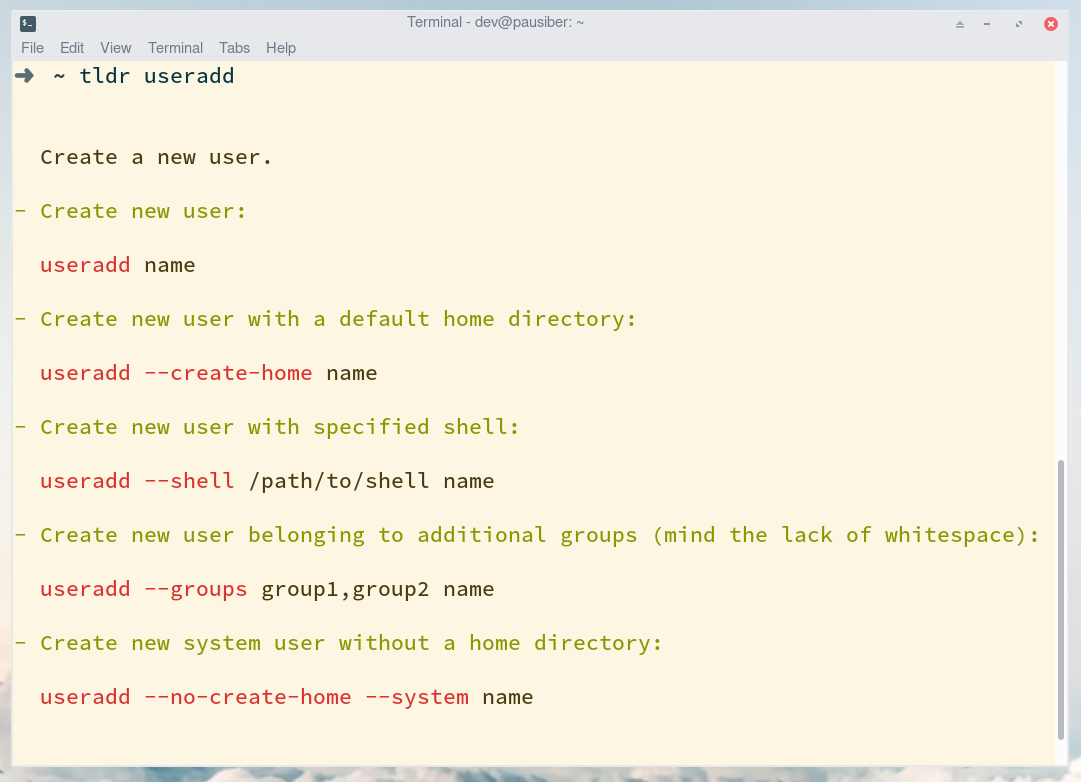 $-
Terminal - dev@pausiber: ~
File Edit View Terminal Tabs Help
➜ ~ tldr useradd
Create a new user.
- Create new user:
useradd name
- Create new user with a default home directory:
useradd --create-home name
- Create new user with specified shell:
useradd --shell /path/to/shell name
- Create new user belonging to additional groups (mind the lack of whitespace):
useradd --groups group1,group2 name
- Create new system user without a home directory:
useradd --no-create-home --system name